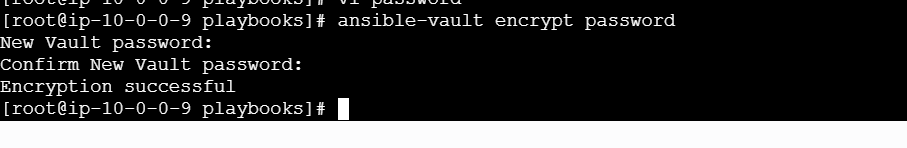 [root@ip-10-0-0-9 playbooks]# vi password
[root@ip-10-0-0-9 playbooks]# ansible-vault encrypt password
New Vault password:
Confirm New Vault password:
Encryption successful
[root@ip-10-0-0-9 playbooks]#